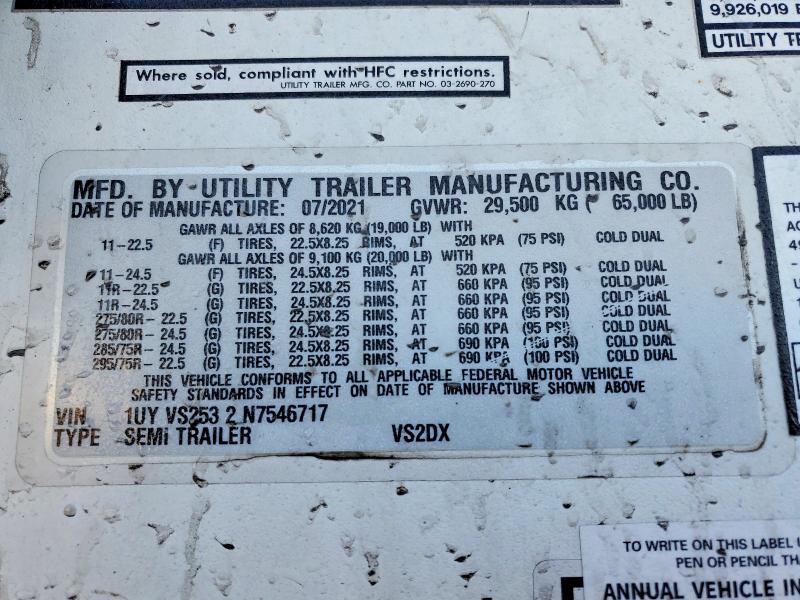 9,926,019
UTILITY
Where sold, compliant with HFC restrictions.
UTILITY TRAILER MFG. CO. PART NO. 03-2690-270
MFD. BY UTILITY TRAILER MANUFACTURING CO.
DATE OF MANUFACTURE: 07/2021 GVWR: 29,500 KG ( 65,000 LB)
GAWR ALL AXLES OF 8,620 KG (19,000 LB) WITH
11-22.5 (F) TIRES, 22.5X8.25 RIMS, AT 520 KPA (75 PSI) COLD DUAL
GAWR ALL AXLES OF 9,100 KG (20,000 LB) WITH
11-24.5 (F) TIRES, 24.5X8.25 RIMS, AT 520 KPA (75 PSI) COLD DUAL
11R-22.5 (G) TIRES, 22.5X8.25 RIMS, AT 660 KPA (95 PSI) COLD DUAL
11R-24.5 (G) TIRES, 24.5X8.25 RIMS, AT 660 KPA (95 PSI) COLD DUAL
275/80R-22.5 (G) TIRES, 22.5X8.25 RIMS, AT 660 KPA (95 PSI) COLD DUAL
275/80R-24.5 (G) TIRES, 24.5X8.25 RIMS, AT 660 KPA (95 PSI) COLD DUAL
285/75R-24.5 (G) TIRES, 24.5X8.25 RIMS, AT 690 KPA (100 PSI) COLD DUAL
295/75R-22.5 (G) TIRES, 22.5X8.25 RIMS, AT 690 KPA (100 PSI) COLD DUAL
THIS VEHICLE CONFORMS TO ALL APPLICABLE FEDERAL MOTOR VEHICLE
SAFETY STANDARDS IN EFFECT ON DATE OF MANUFACTURE SHOWN ABOVE
VIN 1UY VS253 2 N7546717
TYPE SEMI TRAILER VS2DX
TO WRITE ON THIS LABEL
PEN OR PENCIL
ANNUAL VEHICLE